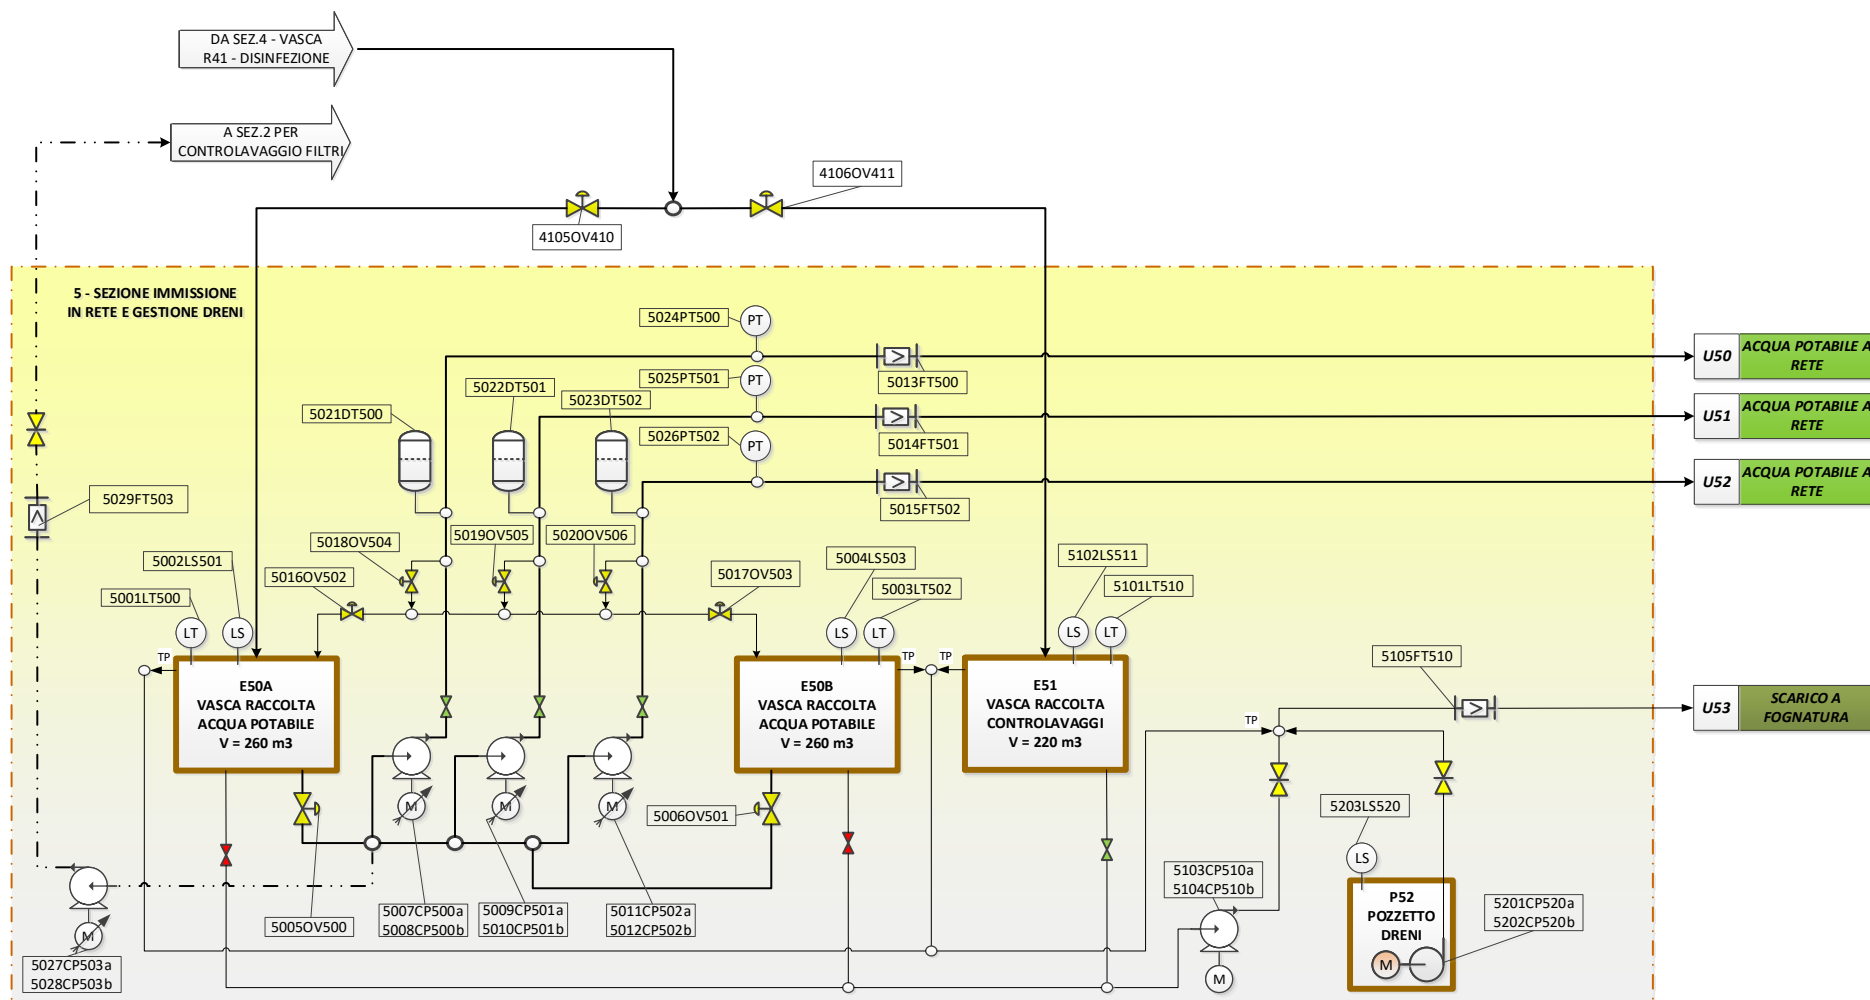 DA SEZ.4 - VASCA
R41 - DISINFEZIONE
A SEZ.2 PER
CONTROLAVAGGIO FILTRI
4106OV411
4105OV410
5 - SEZIONE IMMISSIONE
IN RETE E GESTIONE DRENI
5024PT500
PT
5013FT500
U50
ACQUA POTABILE A
RETE
5025PT501
PT
5014FT501
U51
ACQUA POTABILE A
RETE
5026PT502
PT
5015FT502
U52
ACQUA POTABILE A
RETE
5021DT500
5022DT501
5023DT502
5029FT503
5018OV504
5019OV505
5020OV506
5016OV502
5017OV503
5002LS501
5001LT500
LT
LS
5004LS503
5003LT502
LS
LT
5102LS511
5101LT510
LS
LT
TP
TP
TP
E50A
VASCA RACCOLTA
ACQUA POTABILE
V = 260 m3
E50B
VASCA RACCOLTA
ACQUA POTABILE
V = 260 m3
E51
VASCA RACCOLTA
CONTROLAVAGGI
V = 220 m3
5105FT510
TP
U53
SCARICO A
FOGNATURA
M
M
M
5006OV501
5203LS520
LS
5005OV500
5007CP500a
5008CP500b
5009CP501a
5010CP501b
5011CP502a
5012CP502b
5103CP510a
5104CP510b
M
P52
POZZETTO
DRENI
M
5201CP520a
5202CP520b
M
5027CP503a
5028CP503b